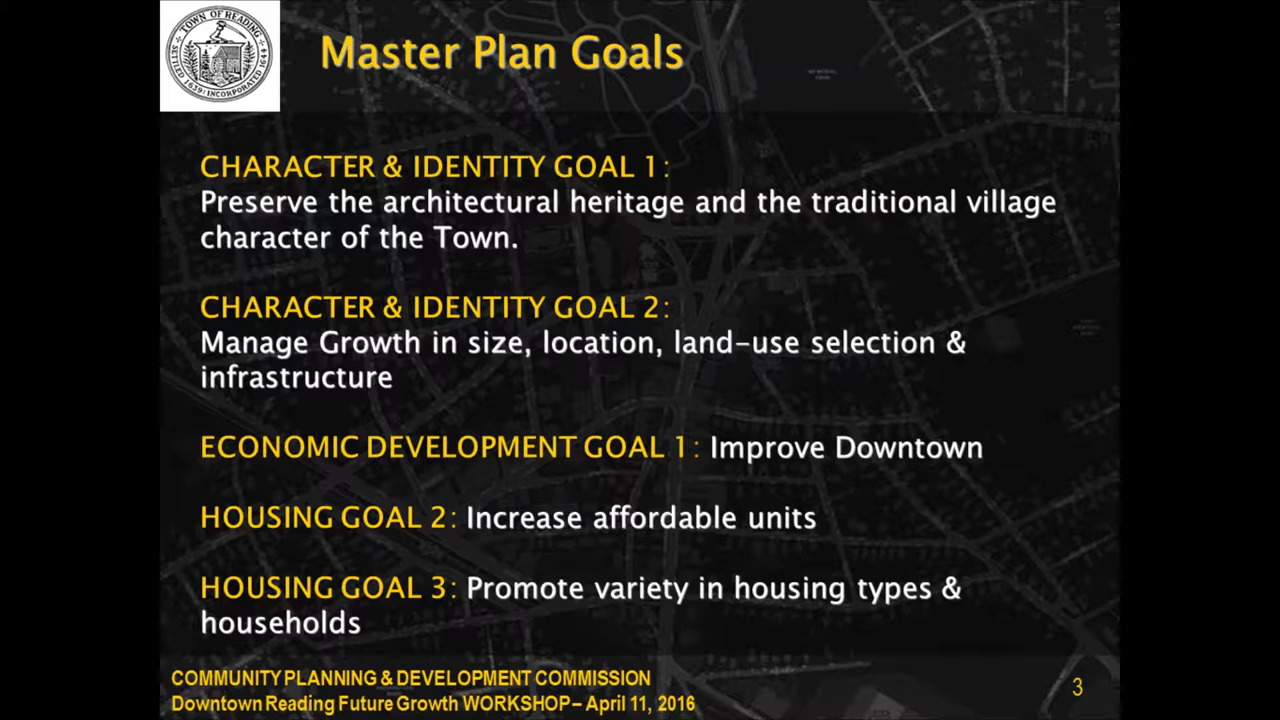 TOWN OF READING
SETTLED 1639: INCORPORATED 1644
Master Plan Goals
CHARACTER & IDENTITY GOAL 1:
Preserve the architectural heritage and the traditional village
character of the Town.
CHARACTER & IDENTITY GOAL 2:
Manage Growth in size, location, land-use selection &
infrastructure
ECONOMIC DEVELOPMENT GOAL 1: Improve Downtown
HOUSING GOAL 2: Increase affordable units
HOUSING GOAL 3: Promote variety in housing types &
households
COMMUNITY PLANNING & DEVELOPMENT COMMISSION
Downtown Reading Future Growth WORKSHOP – April 11, 2016
3